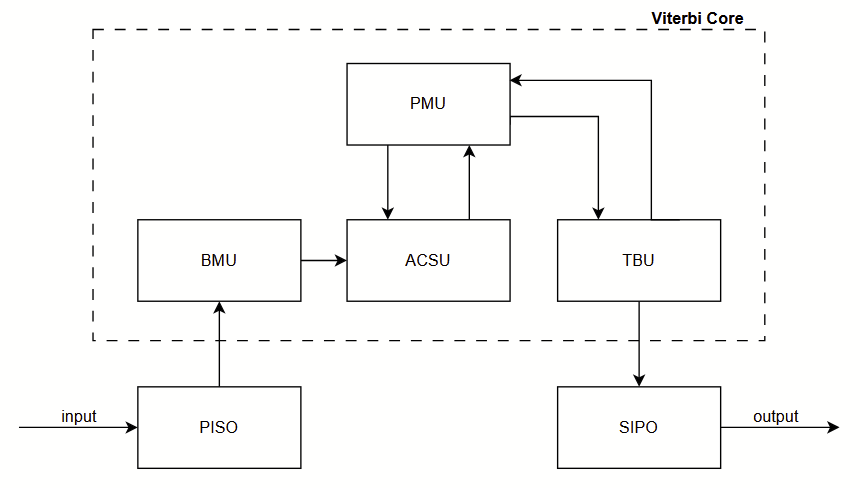 Viterbi Core
PMU
BMU
ACSU
TBU
input
PISO
SIPO
output